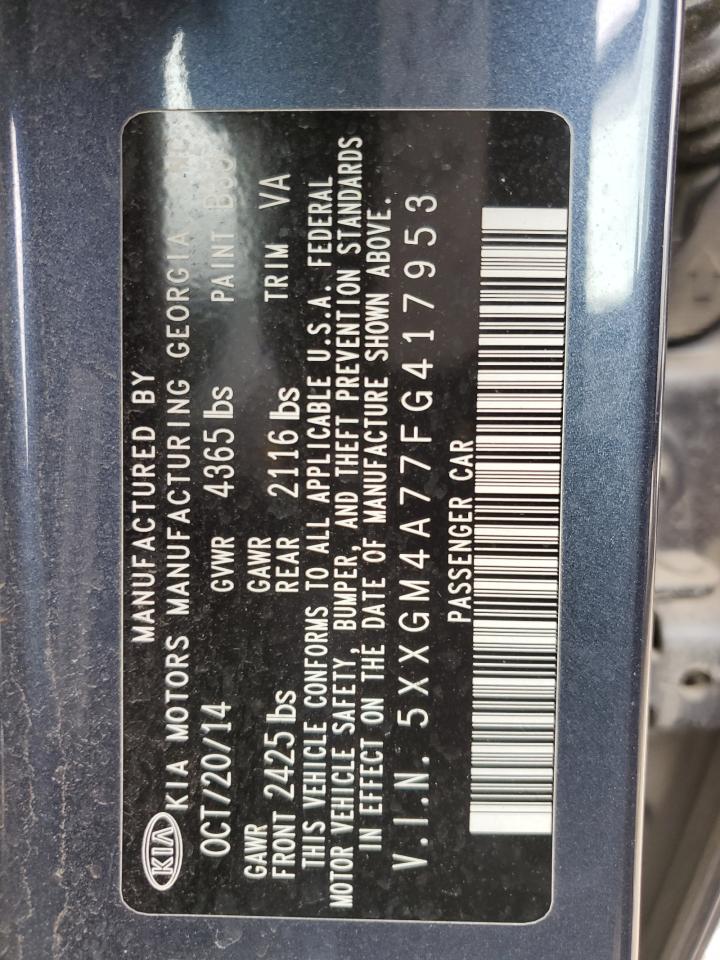 KIA
MANUFACTURED BY
KIA MOTORS MANUFACTURING GEORGIA
OCT/20/14 GVWR 4365 lbs PAINT
GAWR FRONT 2425 lbs GAWR REAR 2116 lbs TRIM VA
THIS VEHICLE CONFORMS TO ALL APPLICABLE U.S.A. FEDERAL
MOTOR VEHICLE SAFETY, BUMPER, AND THEFT PREVENTION STANDARDS
IN EFFECT ON THE DATE OF MANUFACTURE SHOWN ABOVE.
V.I.N. 5XXGM4A77FG417953
PASSENGER CAR